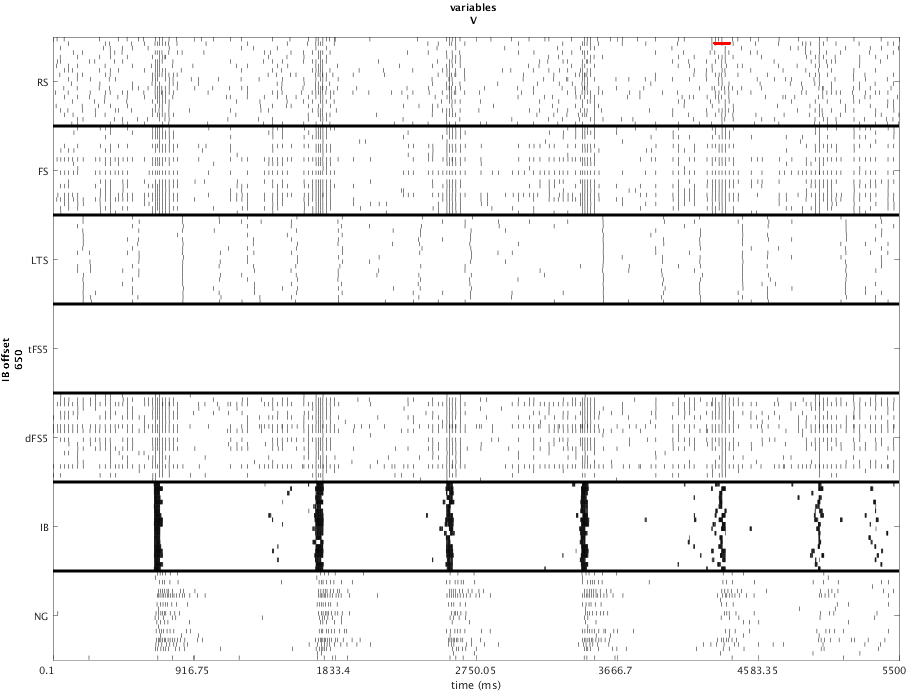 variables
V
RS
FS
LTS
tFS5
dFS5
IB
NG
IB offset
650
0.1 916.75 1833.4 2750.05 3666.7 4583.35 5500
time (ms)